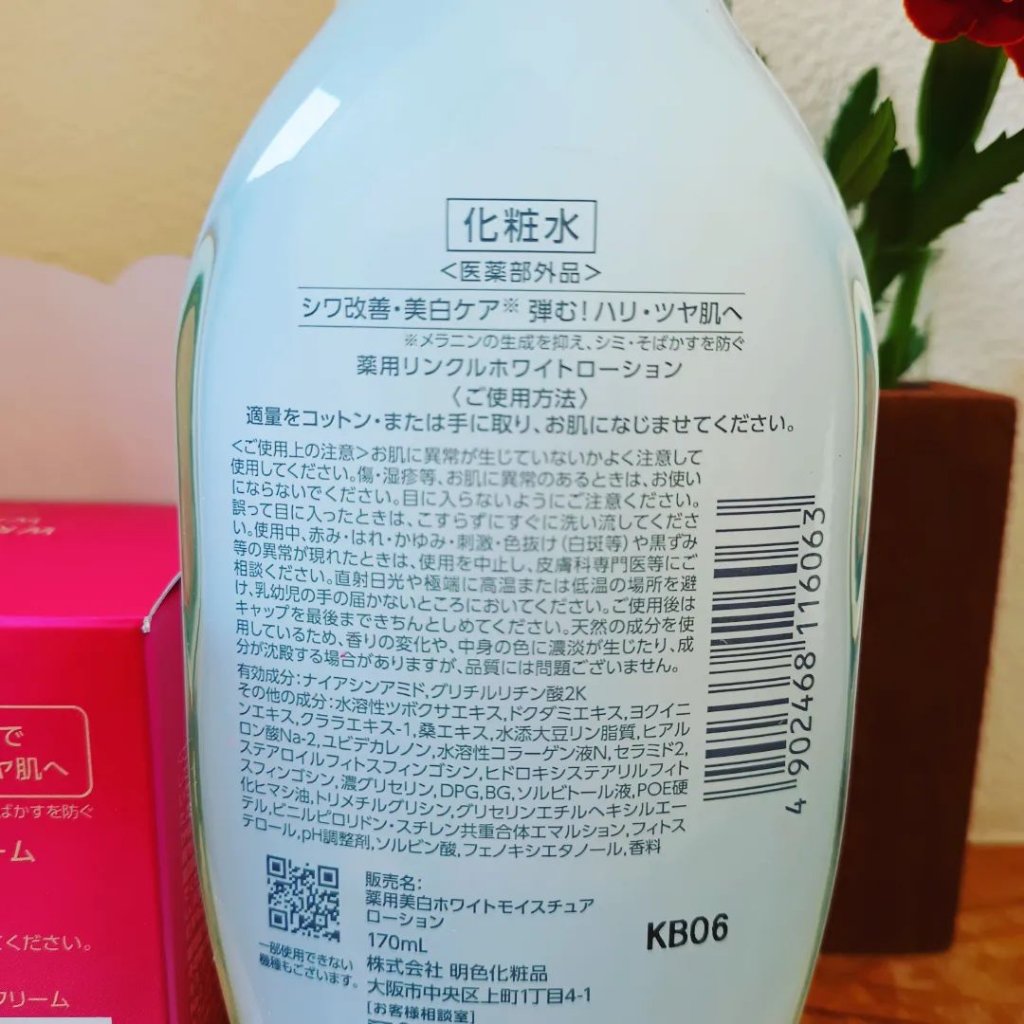 化粧水
<医薬部外品>
シワ改善・美白ケア※ 弾む!ハリ・ツヤ肌へ
※メラニンの生成を抑え、シミ・そばかすを防ぐ
薬用リンクルホワイトローション
〈ご使用方法〉
適量をコットン・または手に取り、お肌になじませてください。
<ご使用上の注意>お肌に異常が生じていないかよく注意して
使用してください。傷・湿疹等、お肌に異常のあるときは、お使い
にならないでください。目に入らないようにご注意ください。
誤って目に入ったときは、こすらずにすぐに洗い流してくださ
い。使用中、赤み・はれ・かゆみ・刺激・色抜け(白斑等)や黒ずみ
等の異常が現れたときは、使用を中止し、皮膚科専門医等にご
相談ください。直射日光や極端に高温または低温の場所を避
け、乳幼児の手の届かないところにおいてください。ご使用後は
キャップを最後まできちんとしめてください。天然の成分を使
用しているため、香りの変化や、中身の色に濃淡が生じたり、成
分が沈殿する場合がありますが、品質には問題ございません。
有効成分:ナイアシンアミド,グリチルリチン酸2K
その他の成分:水溶性ツボクサエキス,ドクダミエキス,ヨクイニ
ンエキス,クララエキス-1,桑エキス,水添大豆リン脂質,ヒアル
ロン酸Na-2,ユビデカレノン,水溶性コラーゲン液N,セラミド2,
ステアロイルフィトスフィンゴシン,ヒドロキシステアリルフィト
スフィンゴシン,濃グリセリン,DPG,BG,ソルビトール液,POE硬
化ヒマシ油,トリメチルグリシン,グリセリンエチルヘキシルエー
テル,ビニルピロリドン・スチレン共重合体エマルション,フィトス
テロール,pH調整剤,ソルビン酸,フェノキシエタノール,香料
4 902468 116063
一部使用できない
機種もございます。
販売名:
薬用美白ホワイトモイスチュア
ローション
170mL
株式会社 明色化粧品
大阪市中央区上町1丁目4-1
[お客様相談室]
KB06
で
ヤ肌へ
ばかすを防ぐ
ーム
てください。
クリーム